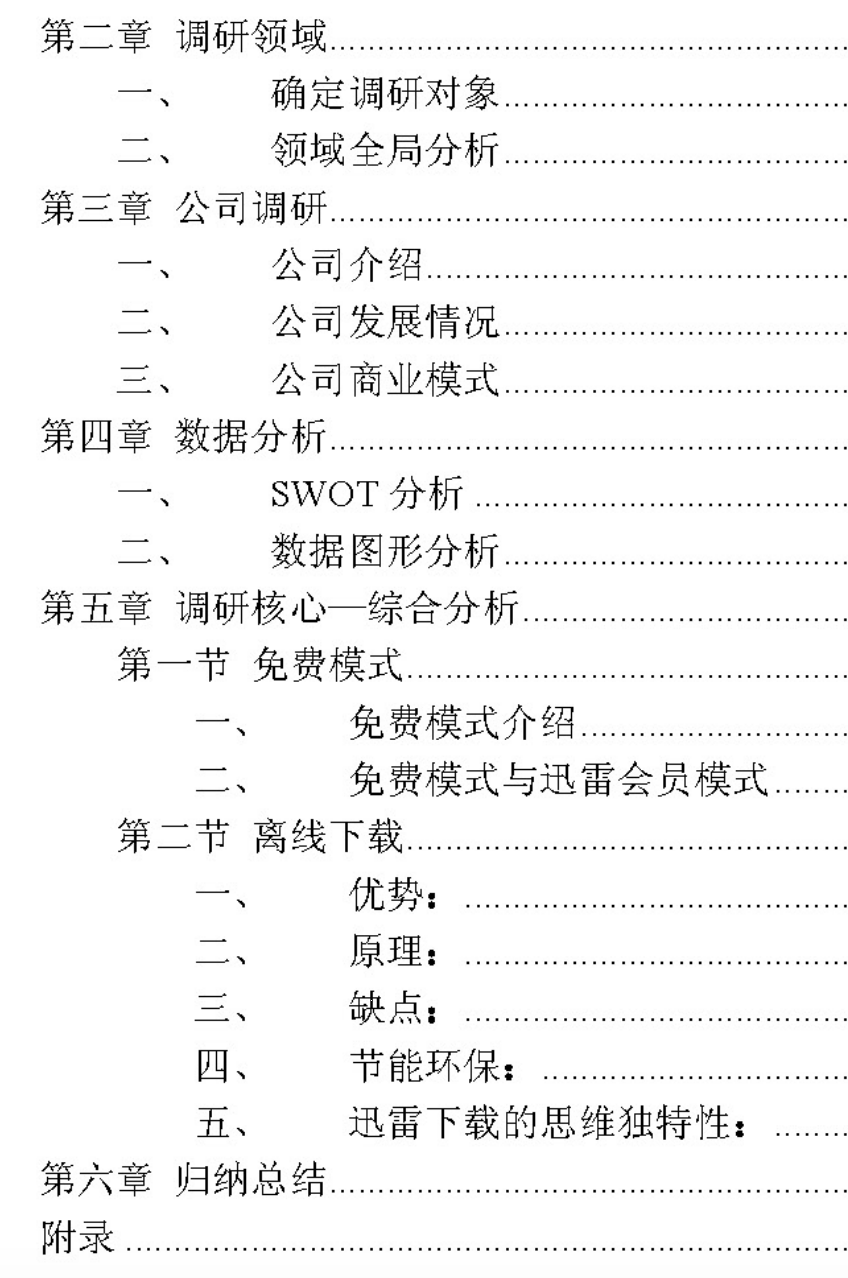 第二章 调研领域
一、 确定调研对象
二、 领域全局分析
第三章 公司调研
一、 公司介绍
二、 公司发展情况
三、 公司商业模式
第四章 数据分析
一、 SWOT 分析
二、 数据图形分析
第五章 调研核心—综合分析
第一节 免费模式
一、 免费模式介绍
二、 免费模式与迅雷会员模式
第二节 离线下载
一、 优势：
二、 原理：
三、 缺点：
四、 节能环保：
五、 迅雷下载的思维独特性：
第六章 归纳总结
附录